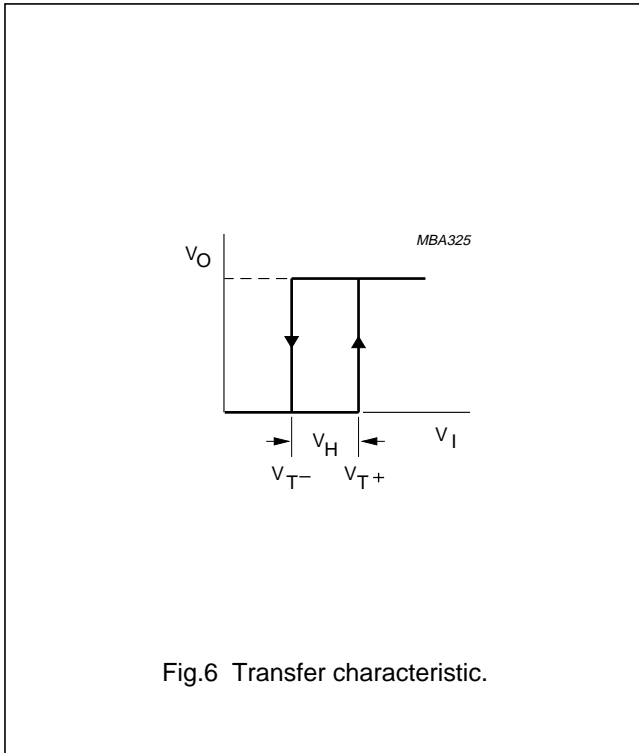 MBA325
VO
VH
VI
VT− VT+
Fig.6 Transfer characteristic.